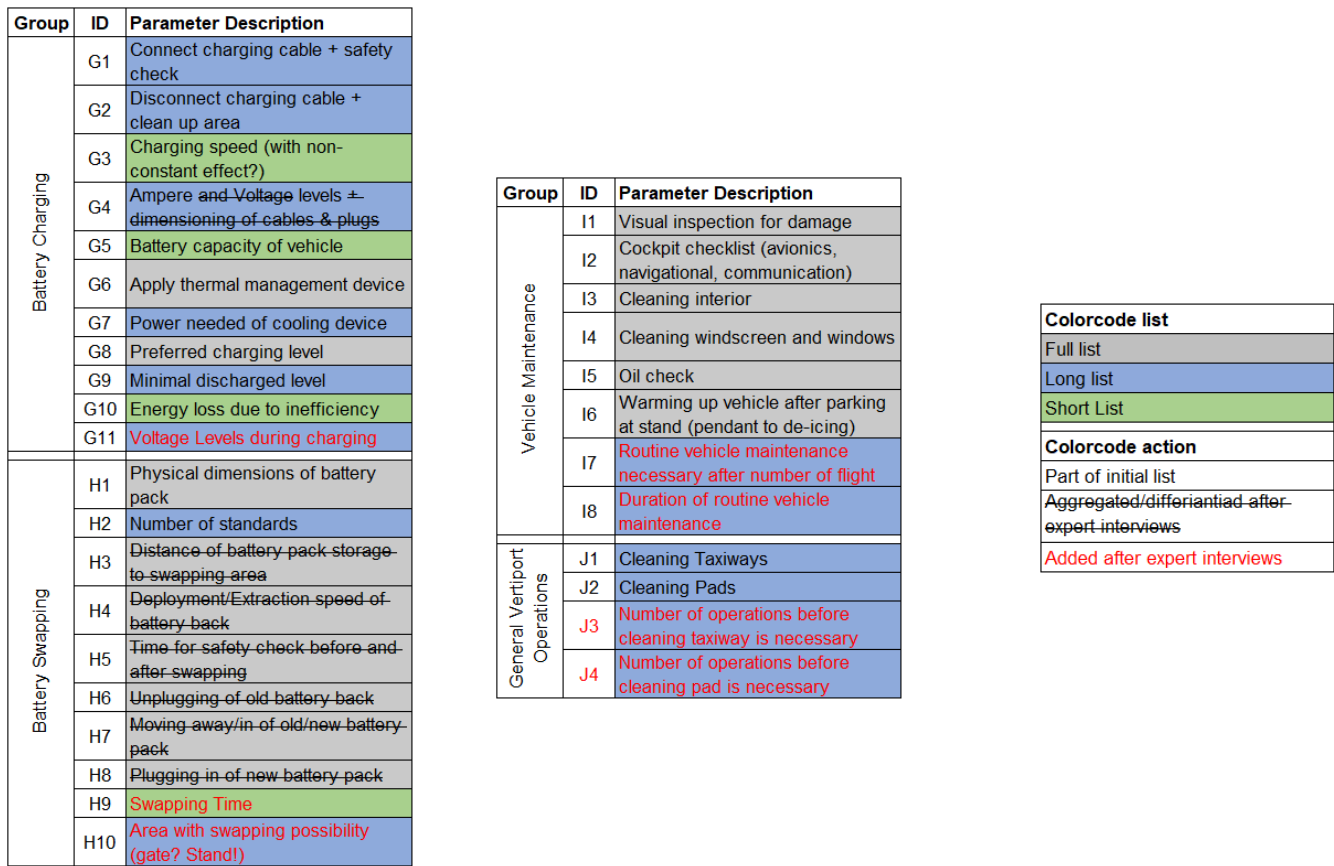 Group ID Parameter Description
Battery Charging
G1 Connect charging cable + safety
check
G2 Disconnect charging cable +
clean up area
G3 Charging speed (with non-
constant effect?)
G4 Ampere and Voltage levels +
dimensioning of cables & plugs
G5 Battery capacity of vehicle
G6 Apply thermal management device
G7 Power needed of cooling device
G8 Preferred charging level
G9 Minimal discharged level
G10 Energy loss due to inefficiency
G11 Voltage Levels during charging
Battery Swapping
H1 Physical dimensions of battery
pack
H2 Number of standards
H3 Distance of battery pack storage
to swapping area
H4 Deployment/Extraction speed of
battery back
H5 Time for safety check before and
after swapping
H6 Unplugging of old battery back
H7 Moving away/in of old/new battery
pack
H8 Plugging in of new battery pack
H9 Swapping Time
H10 Area with swapping possibility
(gate? Stand!)
Group ID Parameter Description
Vehicle Maintenance
I1 Visual inspection for damage
I2 Cockpit checklist (avionics,
navigational, communication)
I3 Cleaning interior
I4 Cleaning windscreen and windows
I5 Oil check
I6 Warming up vehicle after parking
at stand (pendant to de-icing)
I7 Routine vehicle maintenance
necessary after number of flight
I8 Duration of routine vehicle
maintenance
General Vertiport
Operations
J1 Cleaning Taxiways
J2 Cleaning Pads
J3 Number of operations before
cleaning taxiway is necessary
J4 Number of operations before
cleaning pad is necessary
Colorcode list
Full list
Long list
Short List
Colorcode action
Part of initial list
Aggregated/differiantiad after
expert interviews
Added after expert interviews